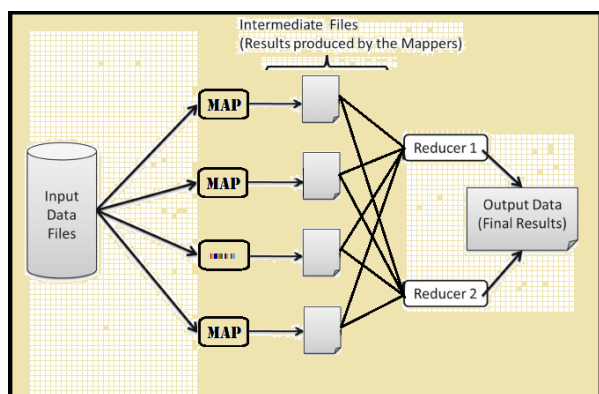 Intermediate Files
(Results produced by the Mappers)
MAP
MAP
MAP
Input
Data
Files
Reducer 1
Reducer 2
Output Data
(Final Results)